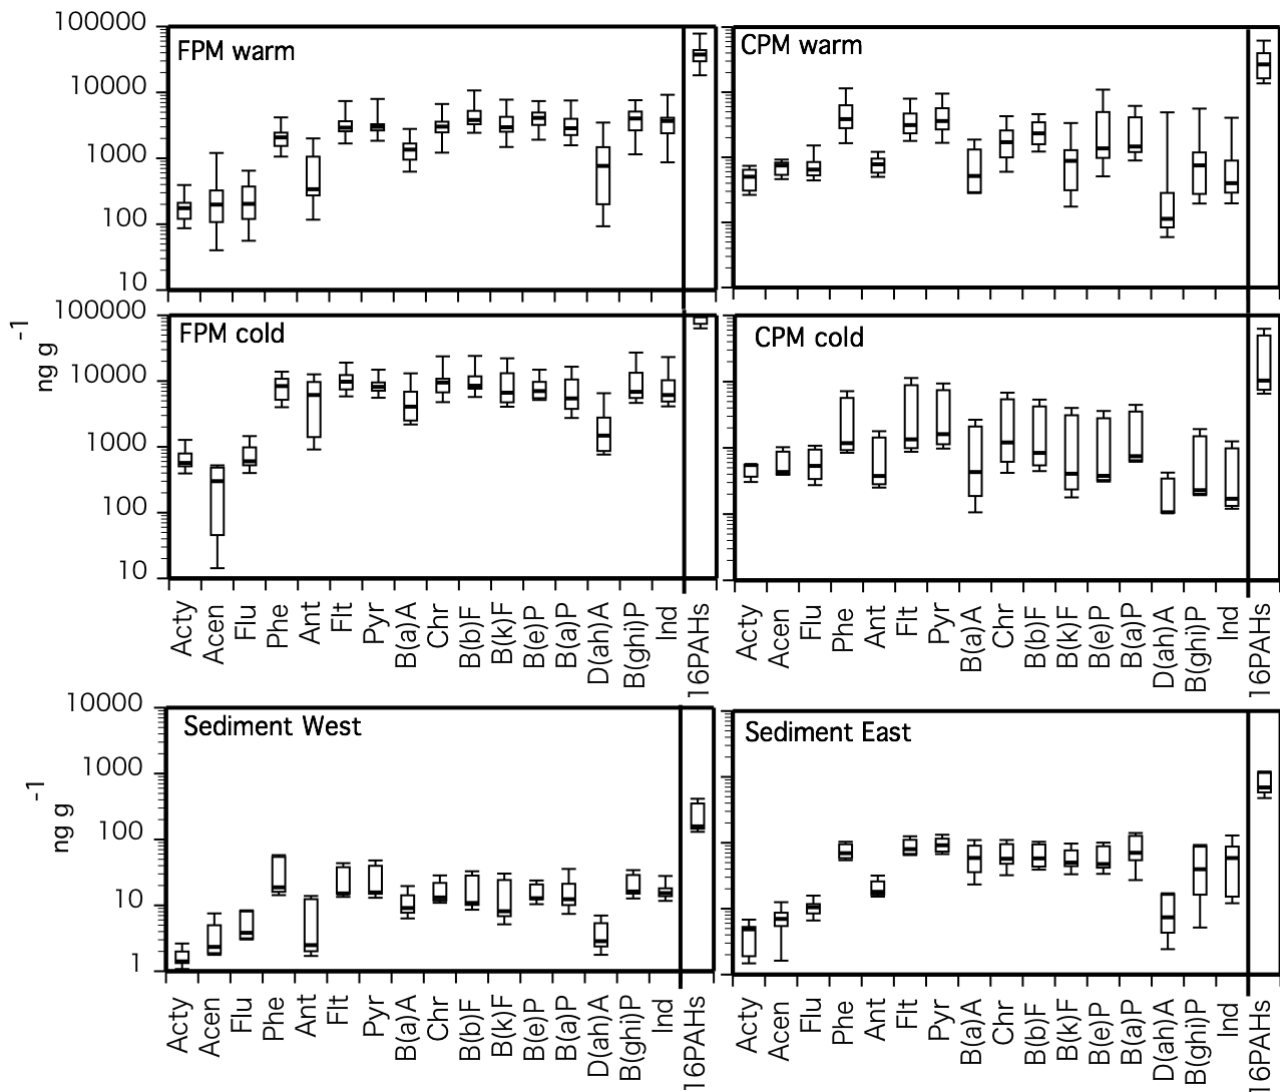 FPM warm
CPM warm
100000
10000
1000
100
10
ng g⁻¹
FPM cold
CPM cold
100000
10000
1000
100
10
Acty Acen Flu Phe Ant Flt Pyr B(a)A Chr B(b)F B(k)F B(e)P B(a)P D(ah)A B(ghi)P Ind 16PAHs
Acty Acen Flu Phe Ant Flt Pyr B(a)A Chr B(b)F B(k)F B(e)P B(a)P D(ah)A B(ghi)P Ind 16PAHs
Sediment West
Sediment East
10000
1000
100
10
1
ng g⁻¹
Acty Acen Flu Phe Ant Flt Pyr B(a)A Chr B(b)F B(k)F B(e)P B(a)P D(ah)A B(ghi)P Ind 16PAHs
Acty Acen Flu Phe Ant Flt Pyr B(a)A Chr B(b)F B(k)F B(e)P B(a)P D(ah)A B(ghi)P Ind 16PAHs